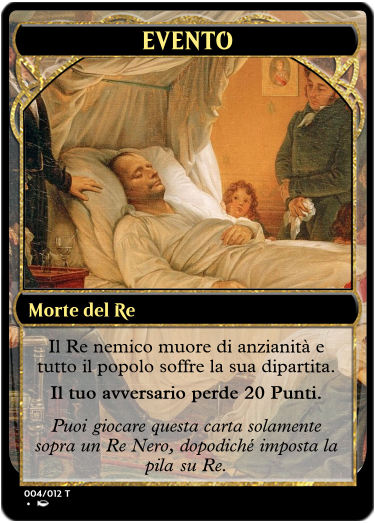 EVENTO
Morte del Re
Il Re nemico muore di anzianità e
tutto il popolo soffre la sua dipartita.
Il tuo avversario perde 20 Punti.
Puoi giocare questa carta solamente
sopra un Re Nero, dopodiché imposta la
pila su Re.
004/012 T